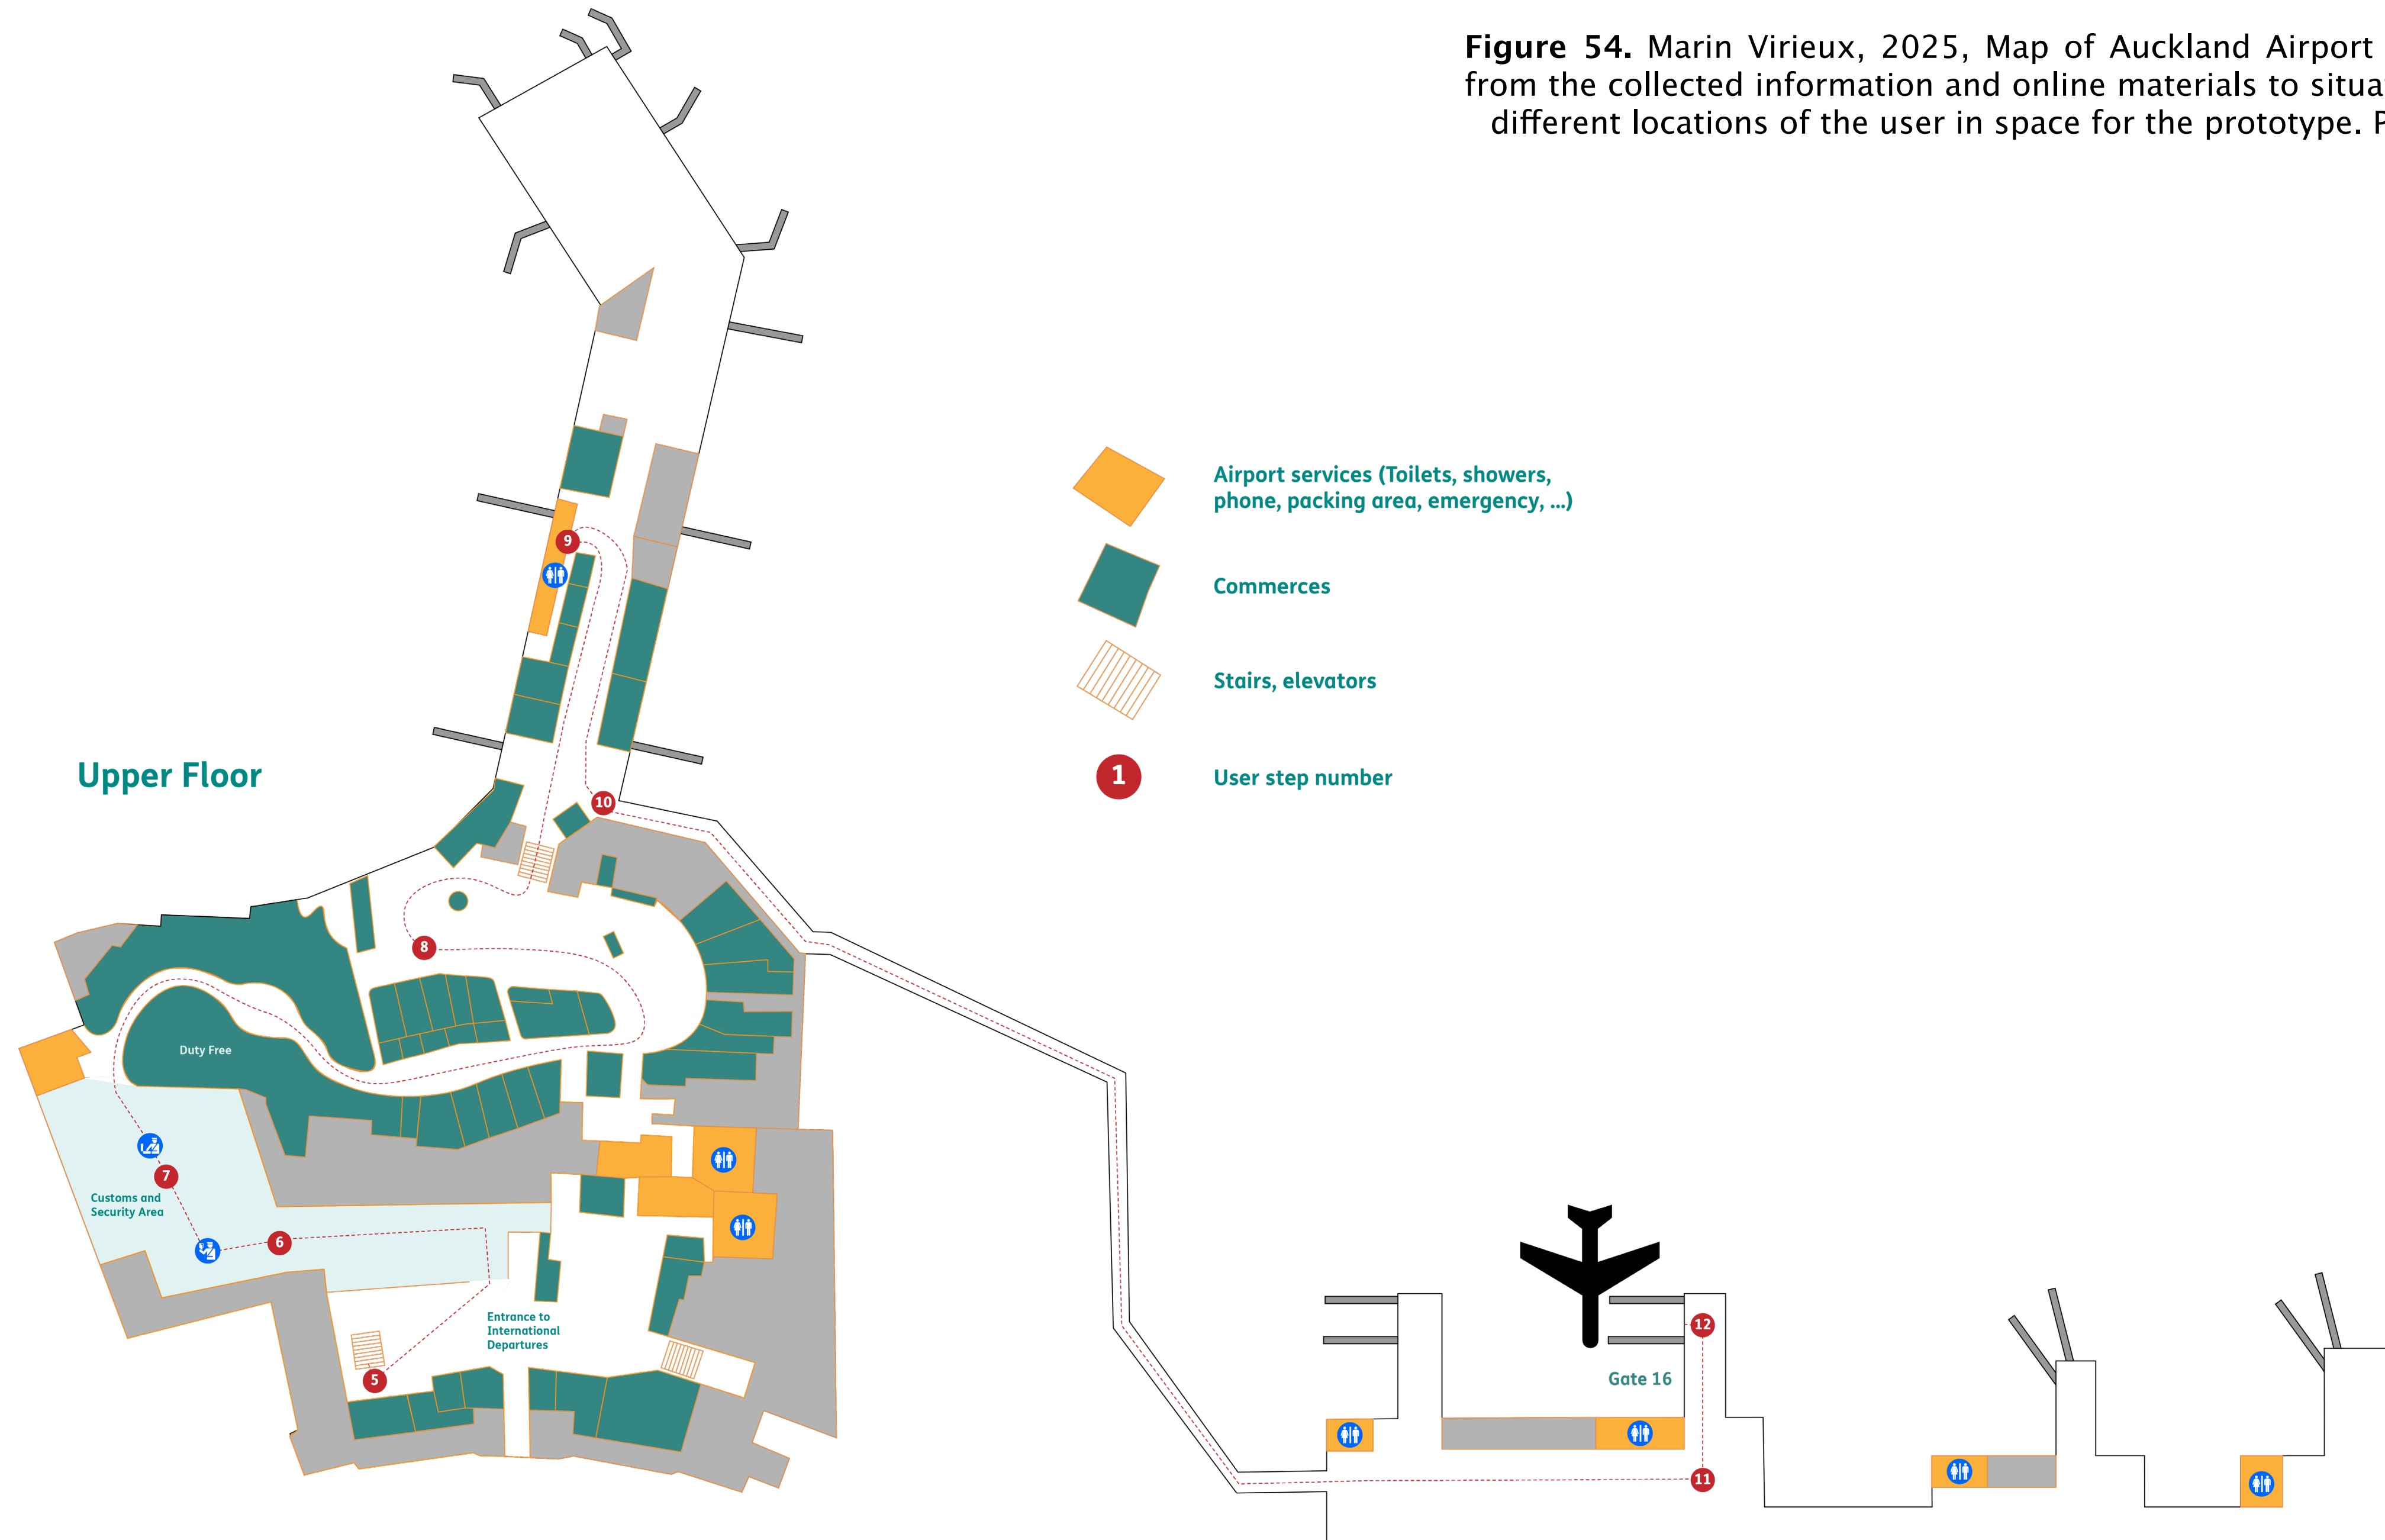 Figure 54. Marin Virieux, 2025, Map of Auckland Airport
from the collected information and online materials to situa
different locations of the user in space for the prototype. P
Airport services (Toilets, showers,
phone, packing area, emergency, ...)
Commerces
Stairs, elevators
1
User step number
Upper Floor
9
10
8
Duty Free
7
Customs and
Security Area
6
Entrance to
International
Departures
5
12
Gate 16
11